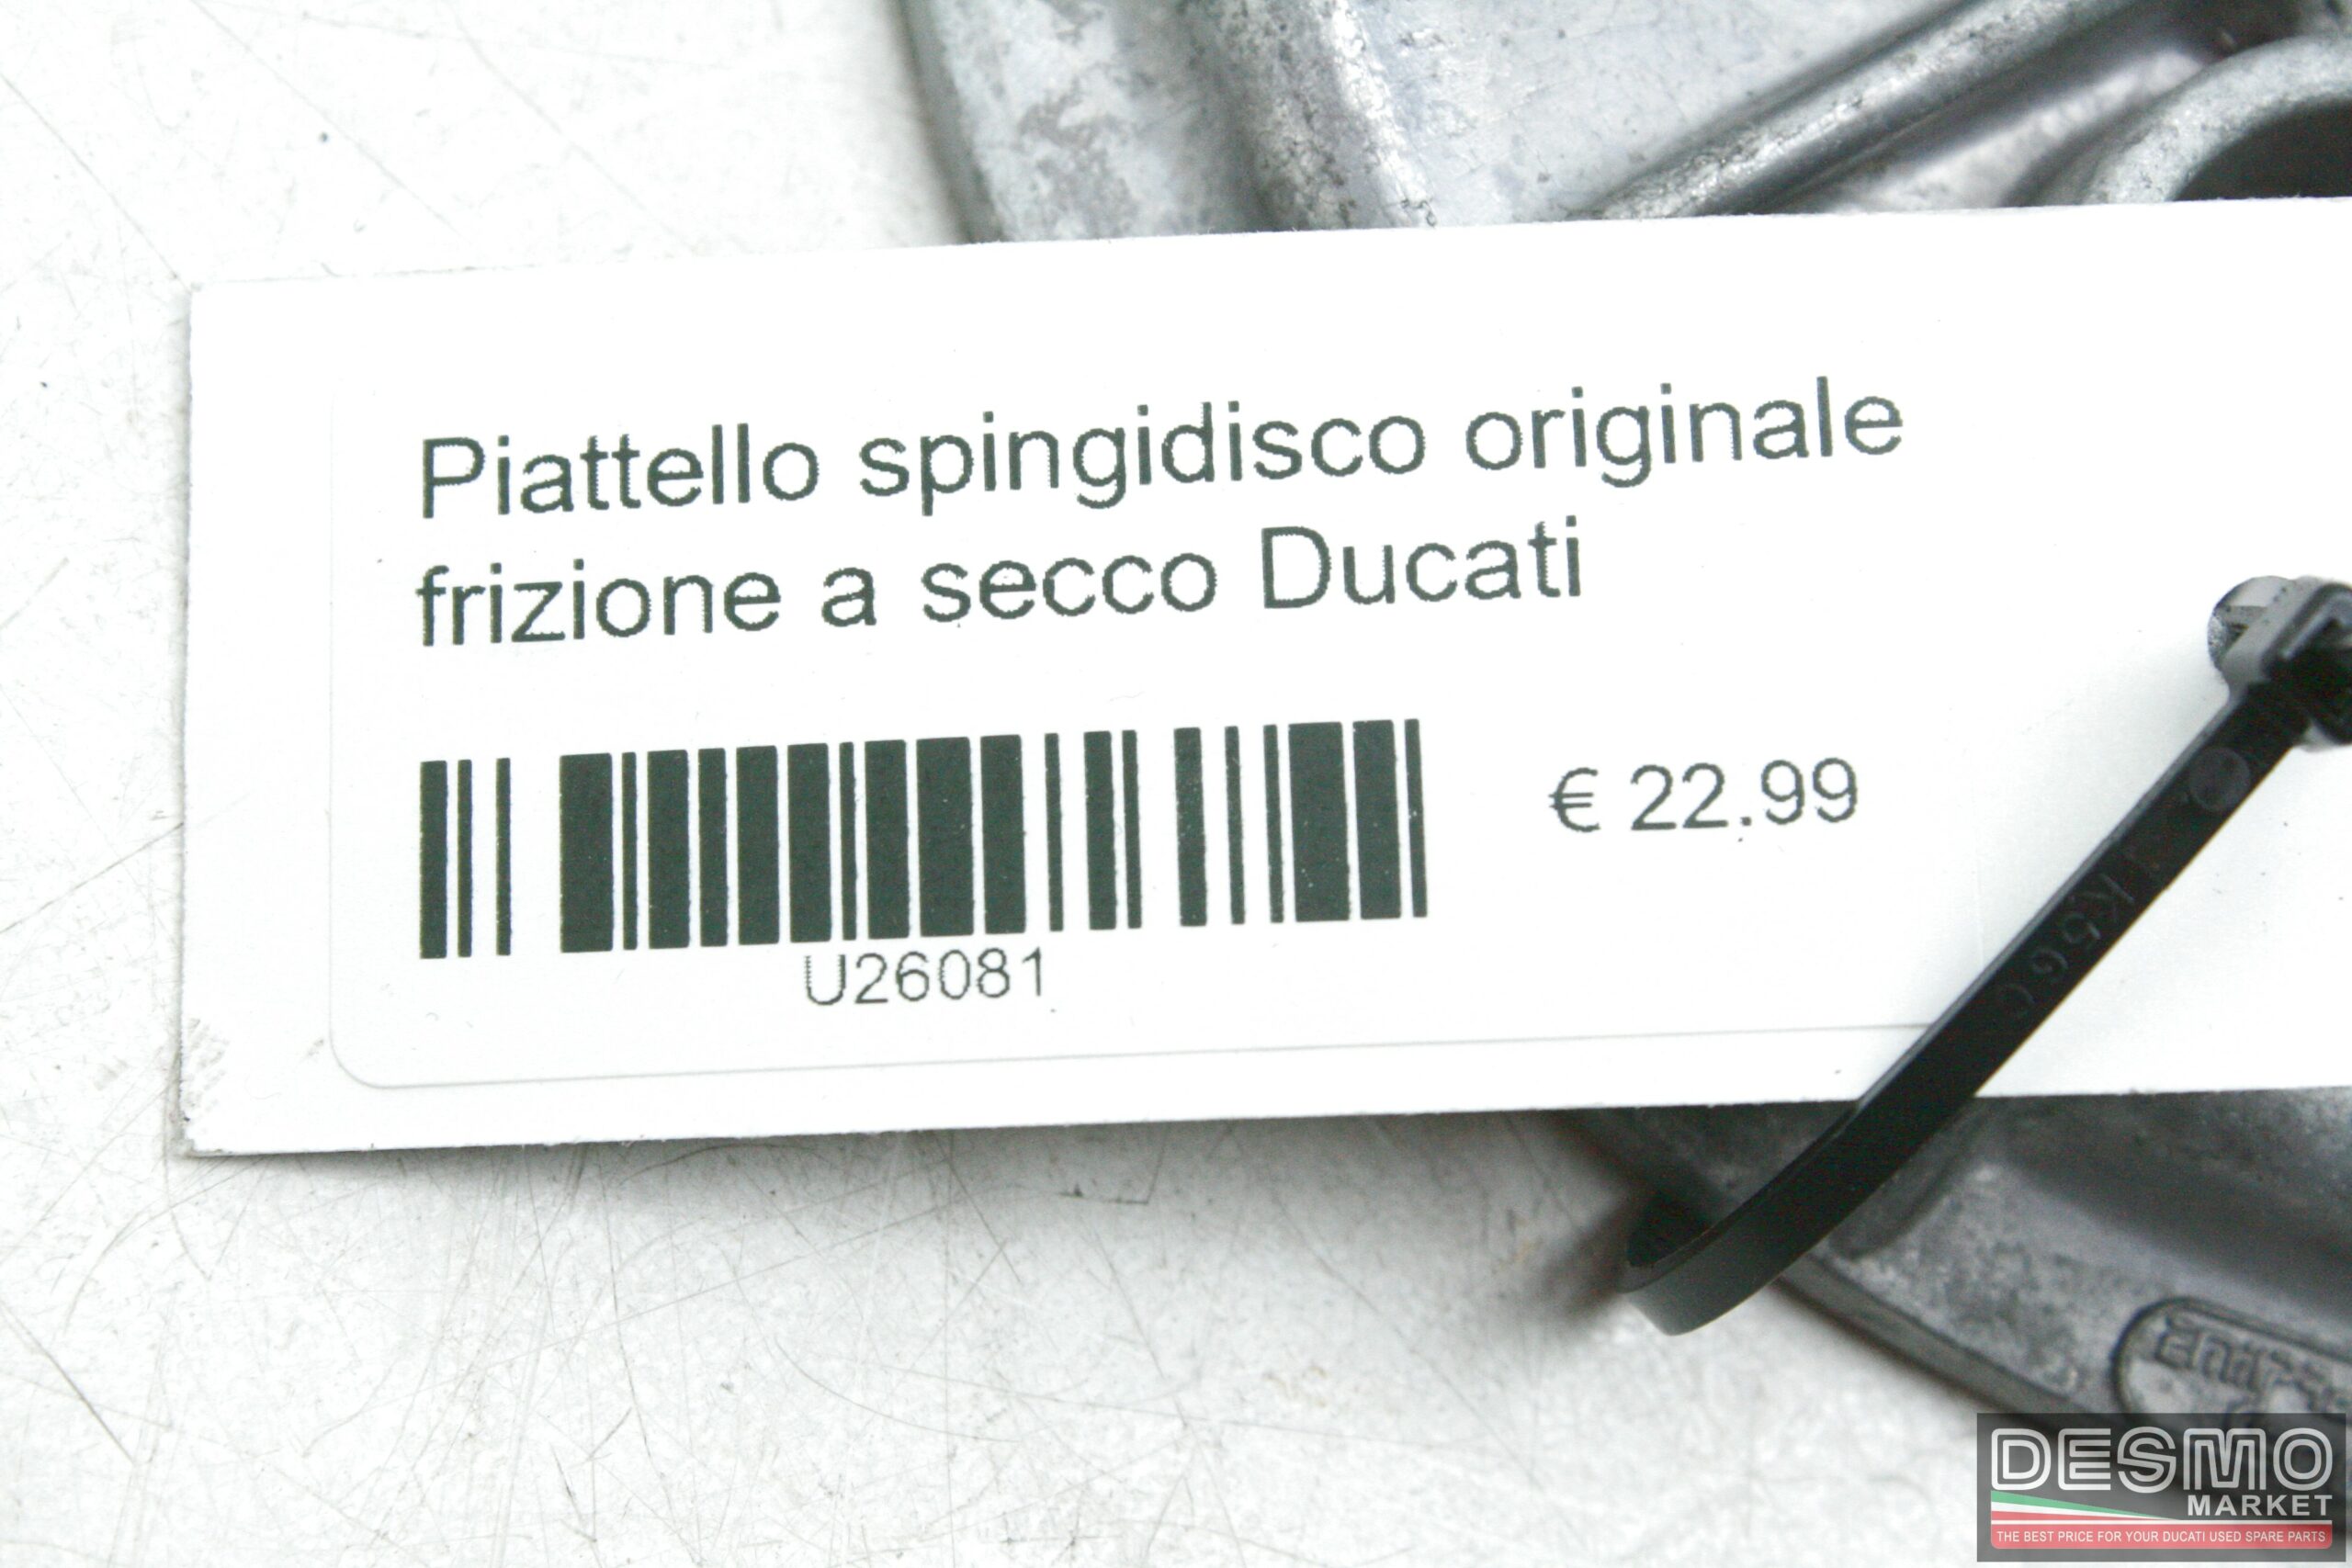 Piattello spingidisco originale
frizione a secco Ducati
€ 22.99
U26081
DESMO
MARKET
THE BEST PRICE FOR YOUR DUCATI USED SPARE PARTS